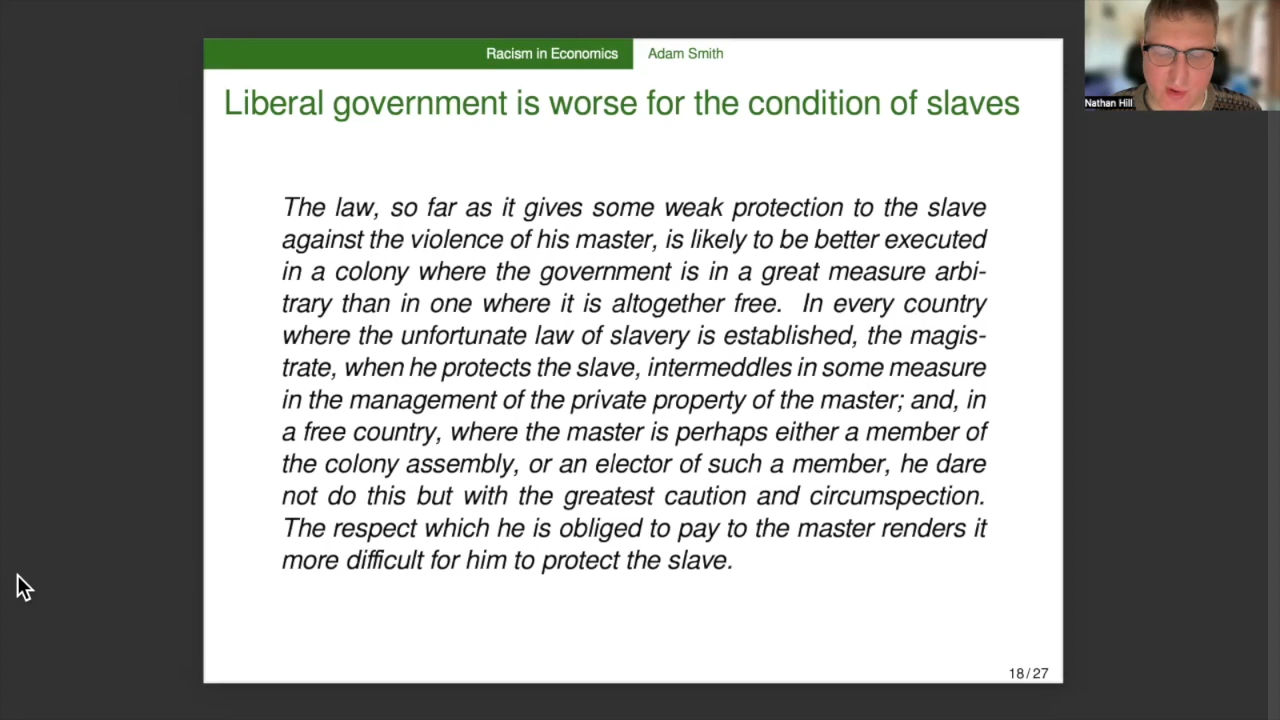 Racism in Economics
Adam Smith
Nathan Hill
Liberal government is worse for the condition of slaves
The law, so far as it gives some weak protection to the slave
against the violence of his master, is likely to be better executed
in a colony where the government is in a great measure arbi-
trary than in one where it is altogether free. In every country
where the unfortunate law of slavery is established, the magis-
trate, when he protects the slave, intermeddles in some measure
in the management of the private property of the master; and, in
a free country, where the master is perhaps either a member of
the colony assembly, or an elector of such a member, he dare
not do this but with the greatest caution and circumspection.
The respect which he is obliged to pay to the master renders it
more difficult for him to protect the slave.
18/27